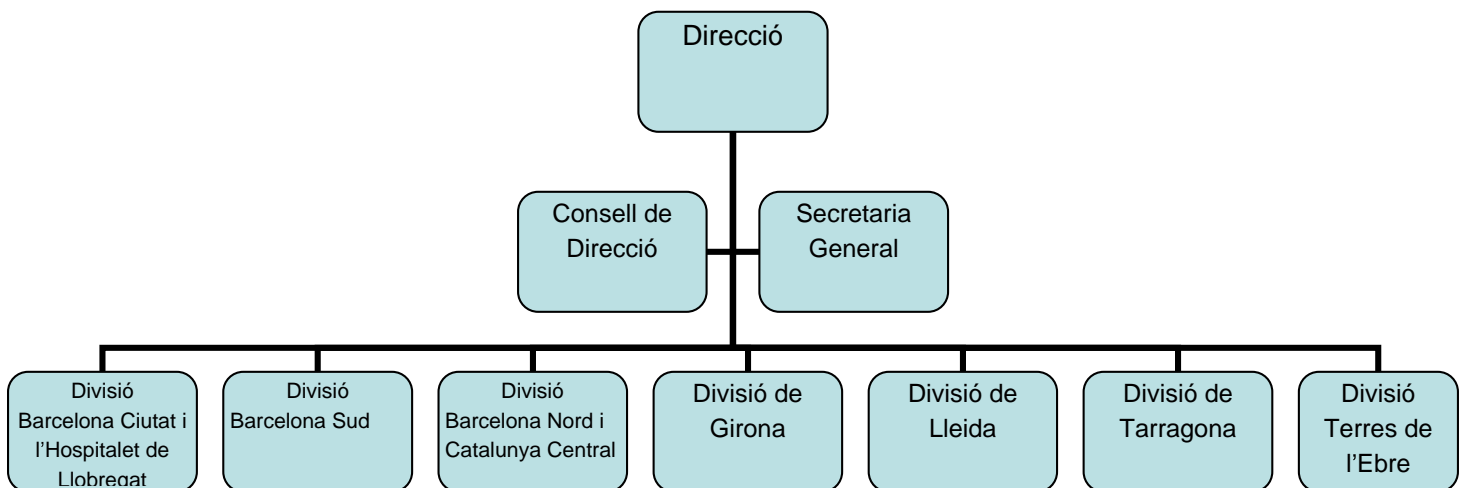 Direcció
Consell de
Direcció
Secretaria
General
Divisió
Barcelona Ciutat i
l’Hospitalet de
Llobregat
Divisió
Barcelona Sud
Divisió
Barcelona Nord i
Catalunya Central
Divisió de
Girona
Divisió de
Lleida
Divisió de
Tarragona
Divisió
Terres de
l’Ebre